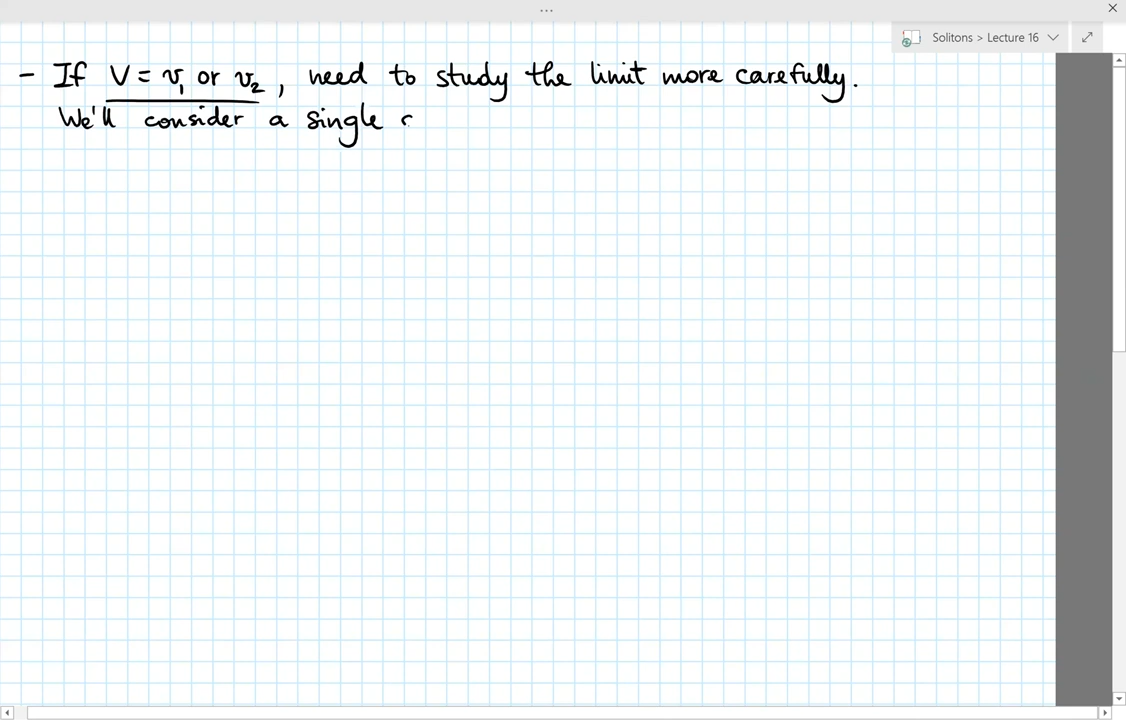 Solitons > Lecture 16
- If V = v₁ or v₂, need to study the limit more carefully.
We'll consider a single c